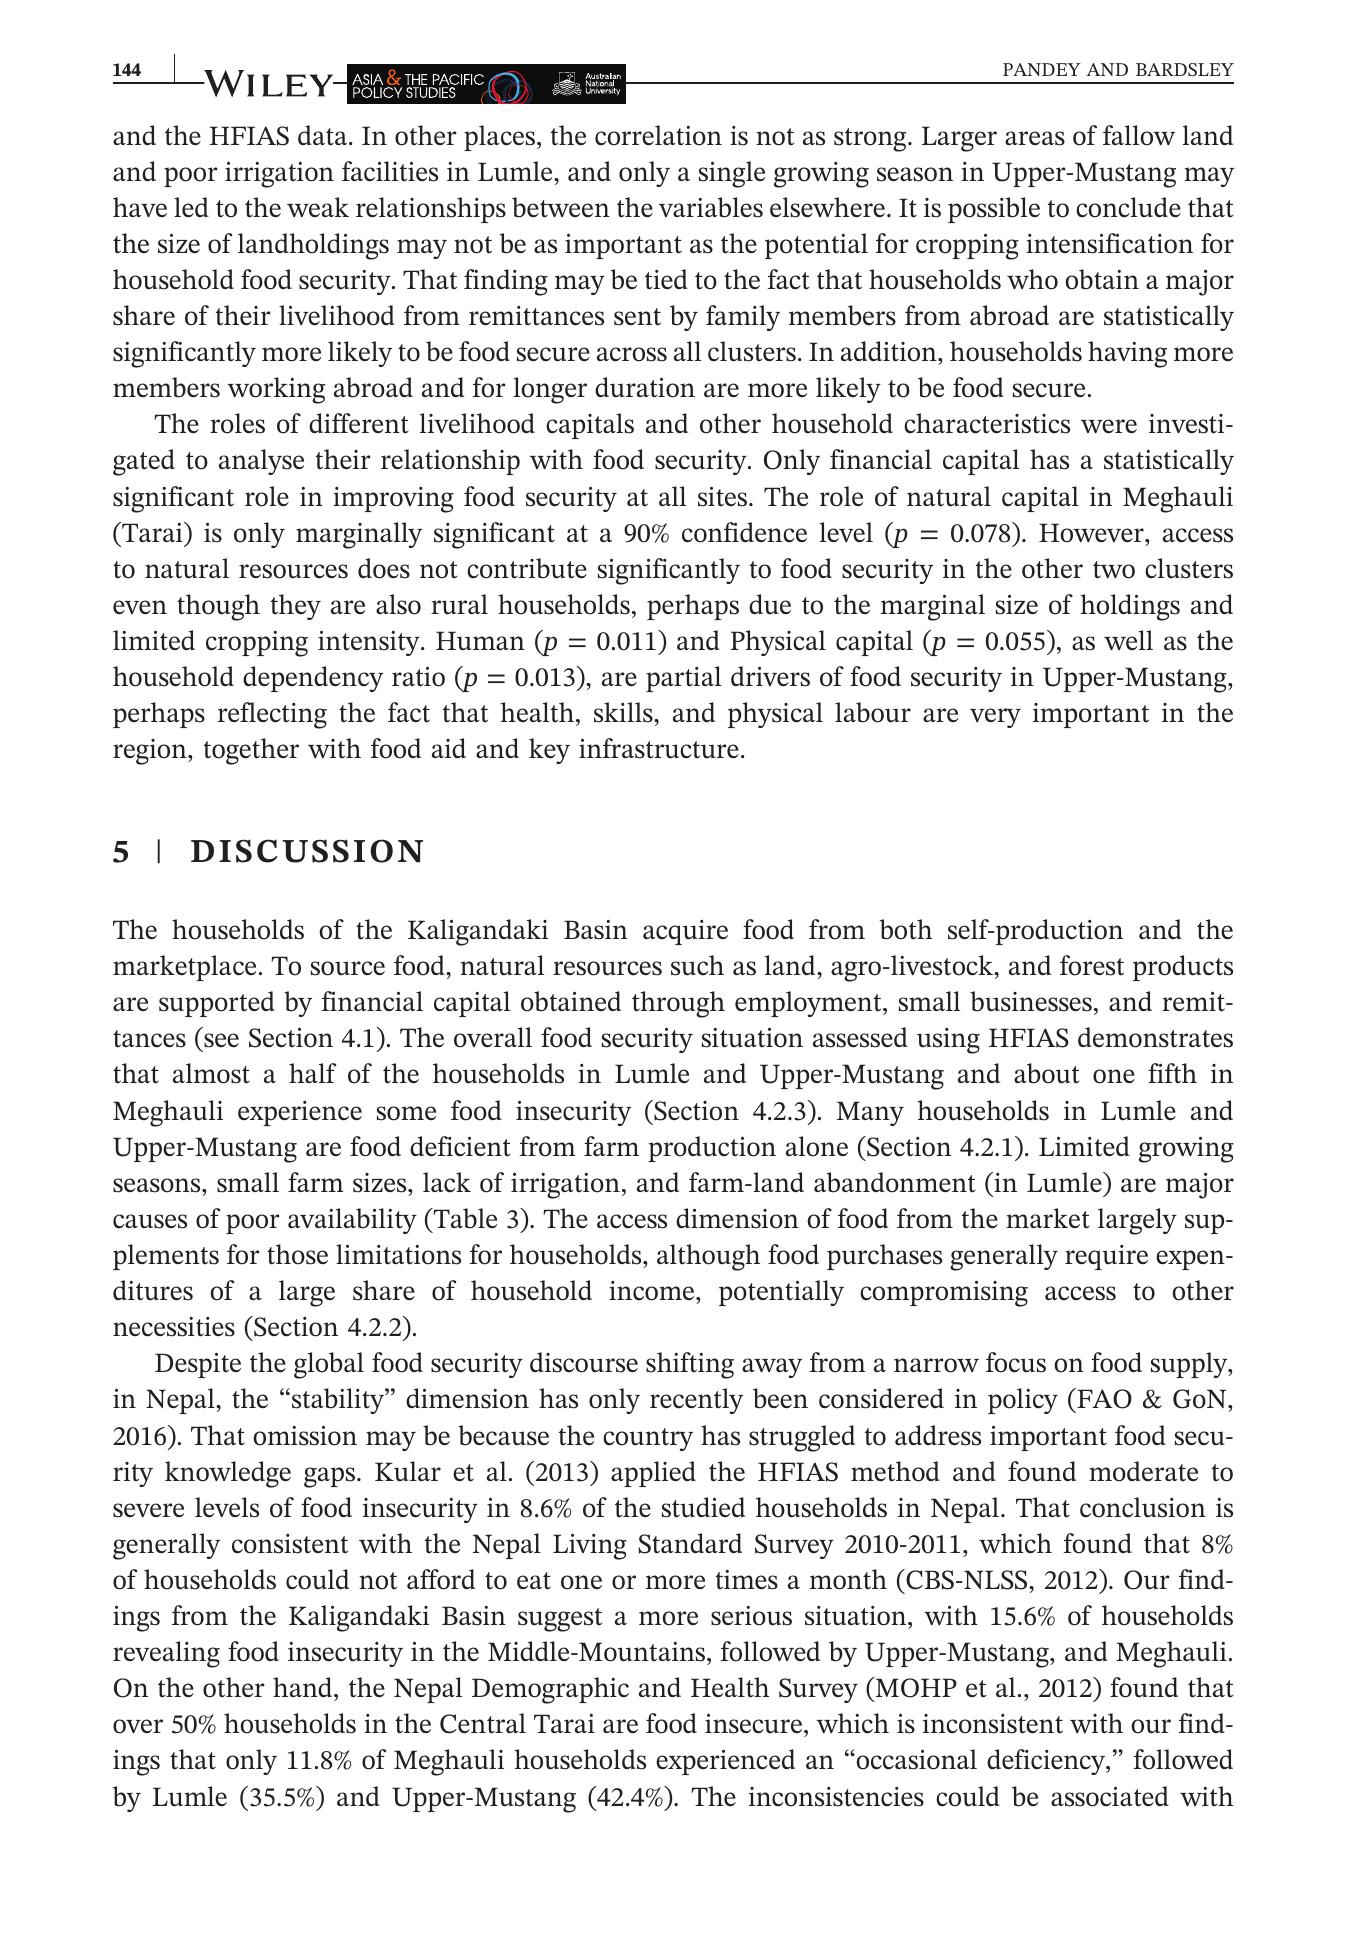 144
WILEY
ASIA & THE PACIFIC
POLICY STUDIES
Australian
National
University
PANDEY AND BARDSLEY
and the HFIAS data. In other places, the correlation is not as strong. Larger areas of fallow land
and poor irrigation facilities in Lumle, and only a single growing season in Upper-Mustang may
have led to the weak relationships between the variables elsewhere. It is possible to conclude that
the size of landholdings may not be as important as the potential for cropping intensification for
household food security. That finding may be tied to the fact that households who obtain a major
share of their livelihood from remittances sent by family members from abroad are statistically
significantly more likely to be food secure across all clusters. In addition, households having more
members working abroad and for longer duration are more likely to be food secure.
The roles of different livelihood capitals and other household characteristics were investi-
gated to analyse their relationship with food security. Only financial capital has a statistically
significant role in improving food security at all sites. The role of natural capital in Meghauli
(Tarai) is only marginally significant at a 90% confidence level (p = 0.078). However, access
to natural resources does not contribute significantly to food security in the other two clusters
even though they are also rural households, perhaps due to the marginal size of holdings and
limited cropping intensity. Human (p = 0.011) and Physical capital (p = 0.055), as well as the
household dependency ratio (p = 0.013), are partial drivers of food security in Upper-Mustang,
perhaps reflecting the fact that health, skills, and physical labour are very important in the
region, together with food aid and key infrastructure.
5 | DISCUSSION
The households of the Kaligandaki Basin acquire food from both self-production and the
marketplace. To source food, natural resources such as land, agro-livestock, and forest products
are supported by financial capital obtained through employment, small businesses, and remit-
tances (see Section 4.1). The overall food security situation assessed using HFIAS demonstrates
that almost a half of the households in Lumle and Upper-Mustang and about one fifth in
Meghauli experience some food insecurity (Section 4.2.3). Many households in Lumle and
Upper-Mustang are food deficient from farm production alone (Section 4.2.1). Limited growing
seasons, small farm sizes, lack of irrigation, and farm-land abandonment (in Lumle) are major
causes of poor availability (Table 3). The access dimension of food from the market largely sup-
plements for those limitations for households, although food purchases generally require expen-
ditures of a large share of household income, potentially compromising access to other
necessities (Section 4.2.2).
Despite the global food security discourse shifting away from a narrow focus on food supply,
in Nepal, the “stability” dimension has only recently been considered in policy (FAO & GoN,
2016). That omission may be because the country has struggled to address important food secu-
rity knowledge gaps. Kular et al. (2013) applied the HFIAS method and found moderate to
severe levels of food insecurity in 8.6% of the studied households in Nepal. That conclusion is
generally consistent with the Nepal Living Standard Survey 2010-2011, which found that 8%
of households could not afford to eat one or more times a month (CBS-NLSS, 2012). Our find-
ings from the Kaligandaki Basin suggest a more serious situation, with 15.6% of households
revealing food insecurity in the Middle-Mountains, followed by Upper-Mustang, and Meghauli.
On the other hand, the Nepal Demographic and Health Survey (MOHP et al., 2012) found that
over 50% households in the Central Tarai are food insecure, which is inconsistent with our find-
ings that only 11.8% of Meghauli households experienced an “occasional deficiency,” followed
by Lumle (35.5%) and Upper-Mustang (42.4%). The inconsistencies could be associated with